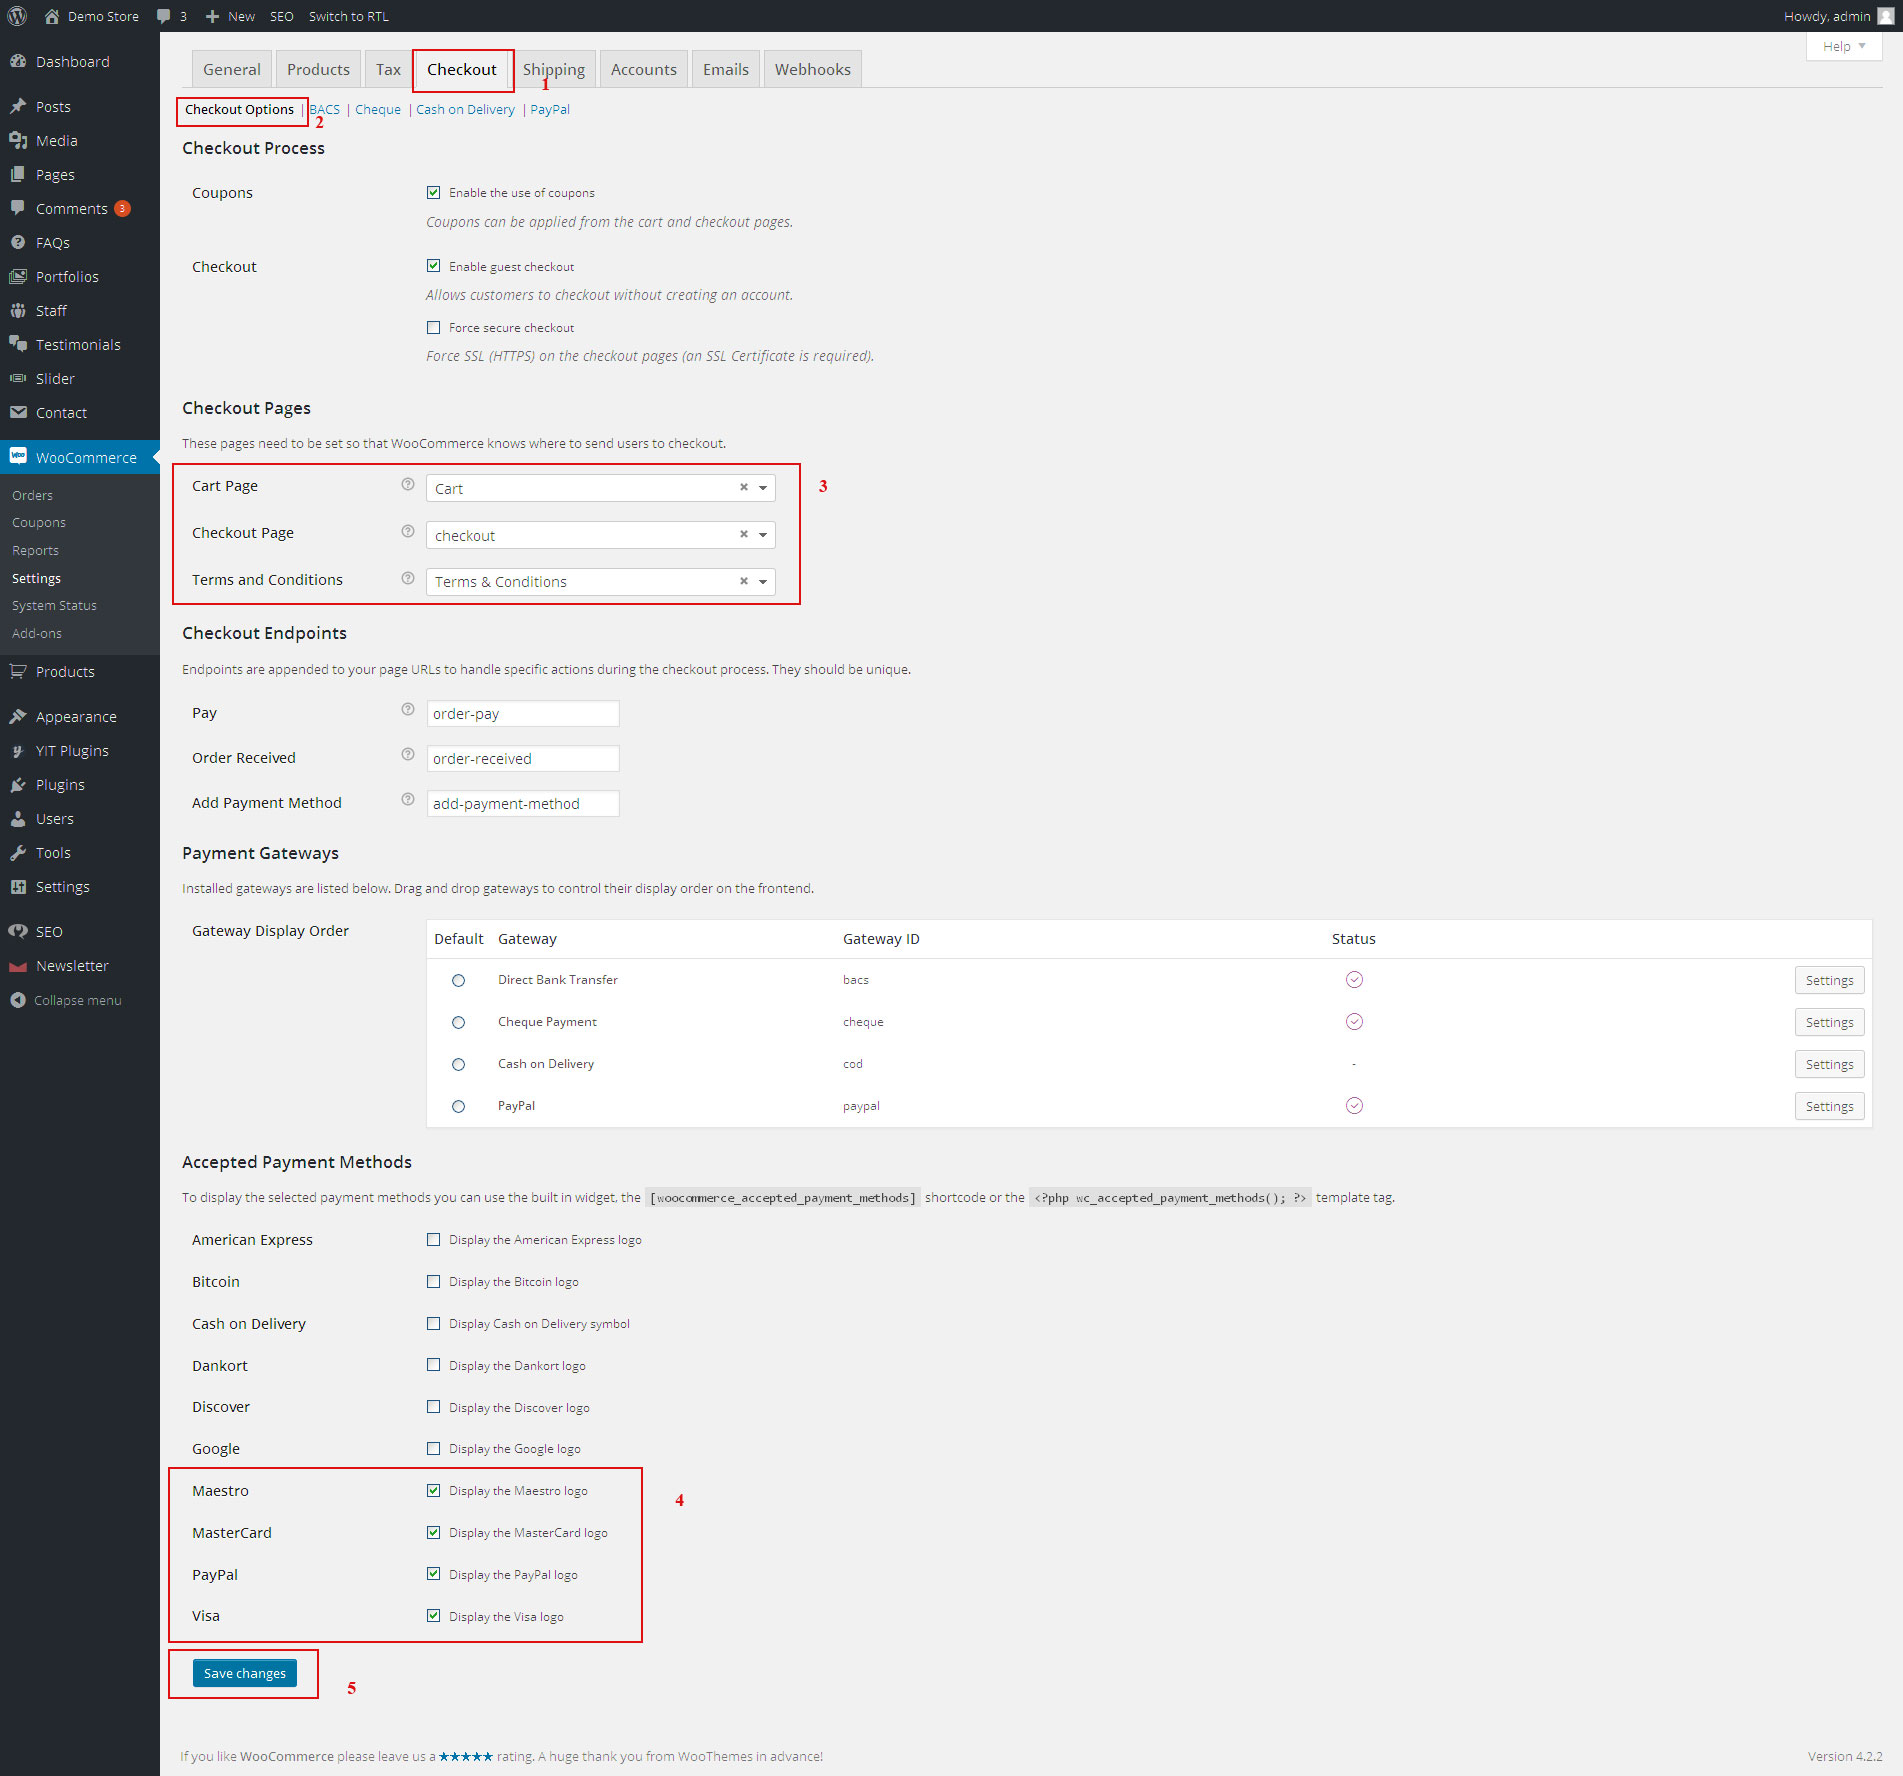 Demo Store 3 New SEO Switch to RTL Howdy, admin
Help
Dashboard
Posts
Media
Pages
Comments 3
FAQs
Portfolios
Staff
Testimonials
Slider
Contact
Woo WooCommerce
Orders
Coupons
Reports
Settings
System Status
Add-ons
Products
Appearance
YIT Plugins
Plugins
Users
Tools
Settings
SEO
Newsletter
Collapse menu
General Products Tax Checkout Shipping Accounts Emails Webhooks
1
Checkout Options | BACS | Cheque | Cash on Delivery | PayPal
2
Checkout Process
Coupons Enable the use of coupons
Coupons can be applied from the cart and checkout pages.
Checkout Enable guest checkout
Allows customers to checkout without creating an account.
Force secure checkout
Force SSL (HTTPS) on the checkout pages (an SSL Certificate is required).
Checkout Pages
These pages need to be set so that WooCommerce knows where to send users to checkout.
Cart Page ? Cart × 3
Checkout Page ? checkout ×
Terms and Conditions ? Terms & Conditions ×
Checkout Endpoints
Endpoints are appended to your page URLs to handle specific actions during the checkout process. They should be unique.
Pay ? order-pay
Order Received ? order-received
Add Payment Method ? add-payment-method
Payment Gateways
Installed gateways are listed below. Drag and drop gateways to control their display order on the frontend.
Gateway Display Order Default Gateway Gateway ID Status
Direct Bank Transfer bacs Settings
Cheque Payment cheque Settings
Cash on Delivery cod - Settings
PayPal paypal Settings
Accepted Payment Methods
To display the selected payment methods you can use the built in widget, the [woocommerce_accepted_payment_methods] shortcode or the <?php wc_accepted_payment_methods(); ?> template tag.
American Express Display the American Express logo
Bitcoin Display the Bitcoin logo
Cash on Delivery Display Cash on Delivery symbol
Dankort Display the Dankort logo
Discover Display the Discover logo
Google Display the Google logo
Maestro Display the Maestro logo 4
MasterCard Display the MasterCard logo
PayPal Display the PayPal logo
Visa Display the Visa logo
Save changes 5
If you like WooCommerce please leave us a ★★★★★ rating. A huge thank you from WooThemes in advance! Version 4.2.2